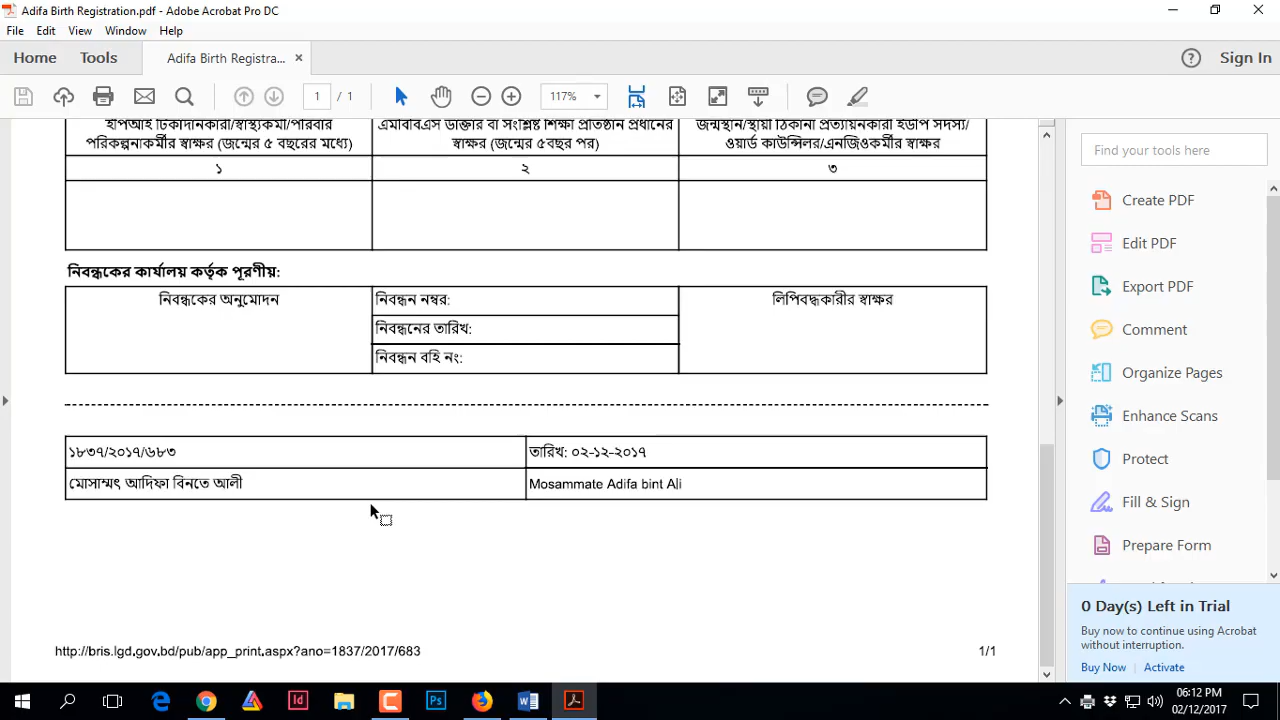 Adifa Birth Registration.pdf - Adobe Acrobat Pro DC
File Edit View Window Help
Home Tools Adifa Birth Registra... × Sign In
1 / 1 117%
ইপিআই টিকাদানকারী/স্বাস্থ্যকর্মী/পরিবার
পরিকল্পনাকর্মীর স্বাক্ষর (জন্মের ৫ বছরের মধ্যে)
এমবিবিএস ডাক্তার বা সংশ্লিষ্ট শিক্ষা প্রতিষ্ঠান প্রধানের
স্বাক্ষর (জন্মের ৫বছর পর)
জন্মস্থান/স্থায়ী ঠিকানা প্রত্যায়নকারী ইউপি সদস্য/
ওয়ার্ড কাউন্সিলর/এনজিওকর্মীর স্বাক্ষর
১ ২ ৩
নিবন্ধকের কার্যালয় কর্তৃক পূরণীয়:
নিবন্ধকের অনুমোদন
নিবন্ধন নম্বর:
নিবন্ধনের তারিখ:
নিবন্ধন বহি নং:
লিপিবদ্ধকারীর স্বাক্ষর
১৮৩৭/২০১৭/৬৮৩ তারিখ: ০২-১২-২০১৭
মোসাম্মৎ আদিফা বিনতে আলী Mosammate Adifa bint Ali
http://bris.lgd.gov.bd/pub/app_print.aspx?ano=1837/2017/683 1/1
Find your tools here
Create PDF
Edit PDF
Export PDF
Comment
Organize Pages
Enhance Scans
Protect
Fill & Sign
Prepare Form
0 Day(s) Left in Trial
Buy now to continue using Acrobat
without interruption.
Buy Now Activate
06:12 PM
02/12/2017